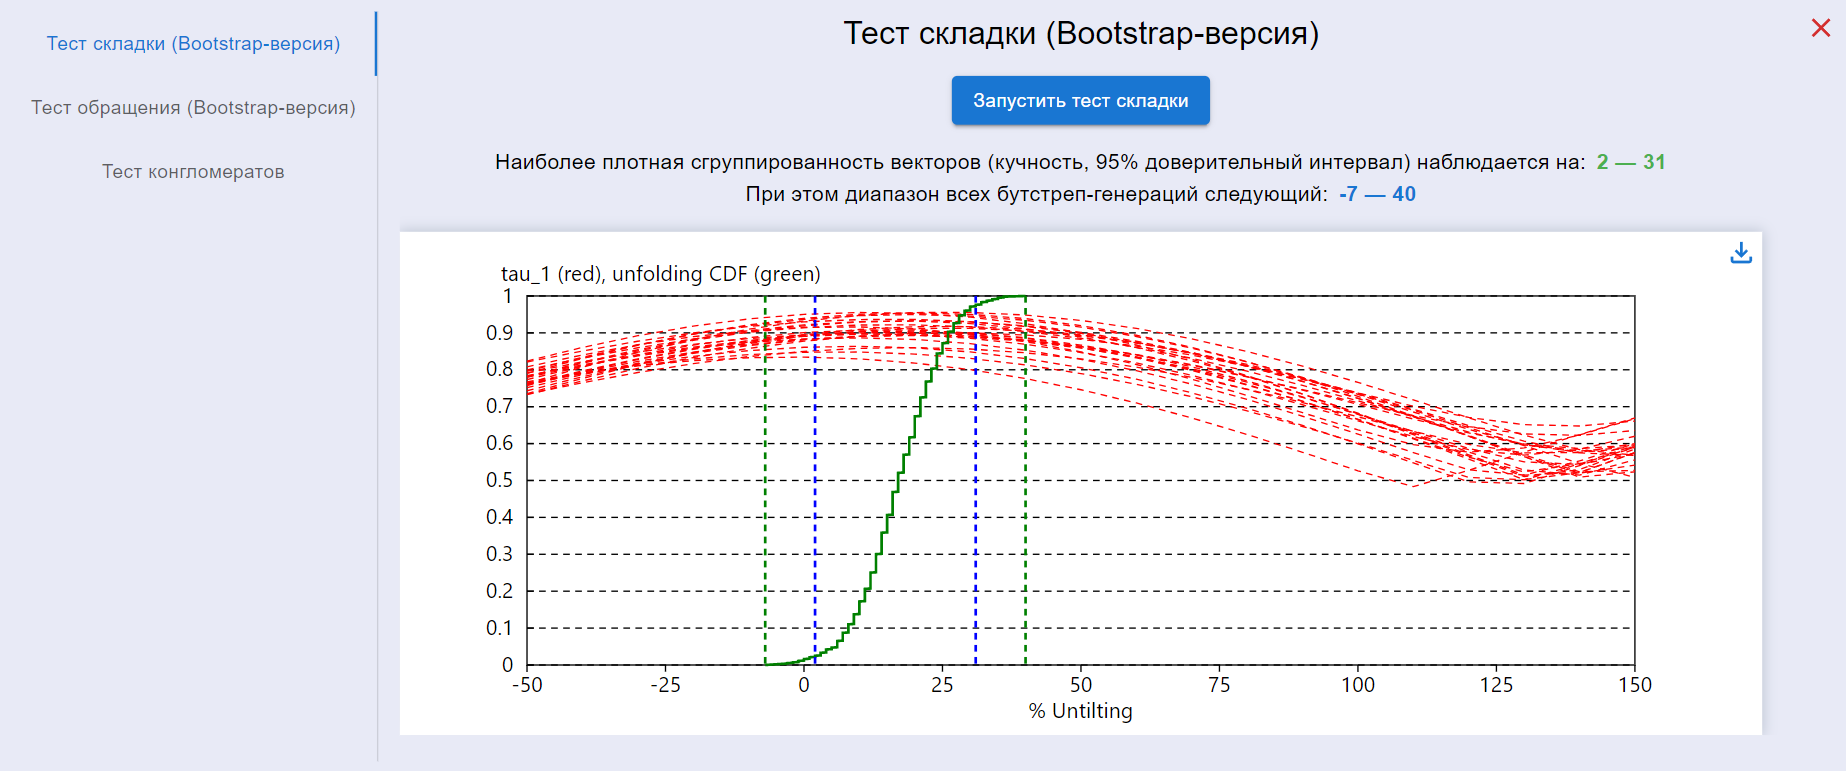 Тест складки (Bootstrap-версия)
Тест обращения (Bootstrap-версия)
Тест конгломератов
Тест складки (Bootstrap-версия)
Запустить тест складки
Наиболее плотная сгруппированность векторов (кучность, 95% доверительный интервал) наблюдается на: 2 — 31
При этом диапазон всех бутстреп-генераций следующий: -7 — 40
tau_1 (red), unfolding CDF (green)
1
0.9
0.8
0.7
0.6
0.5
0.4
0.3
0.2
0.1
0
-50 -25 0 25 50 75 100 125 150
% Untilting